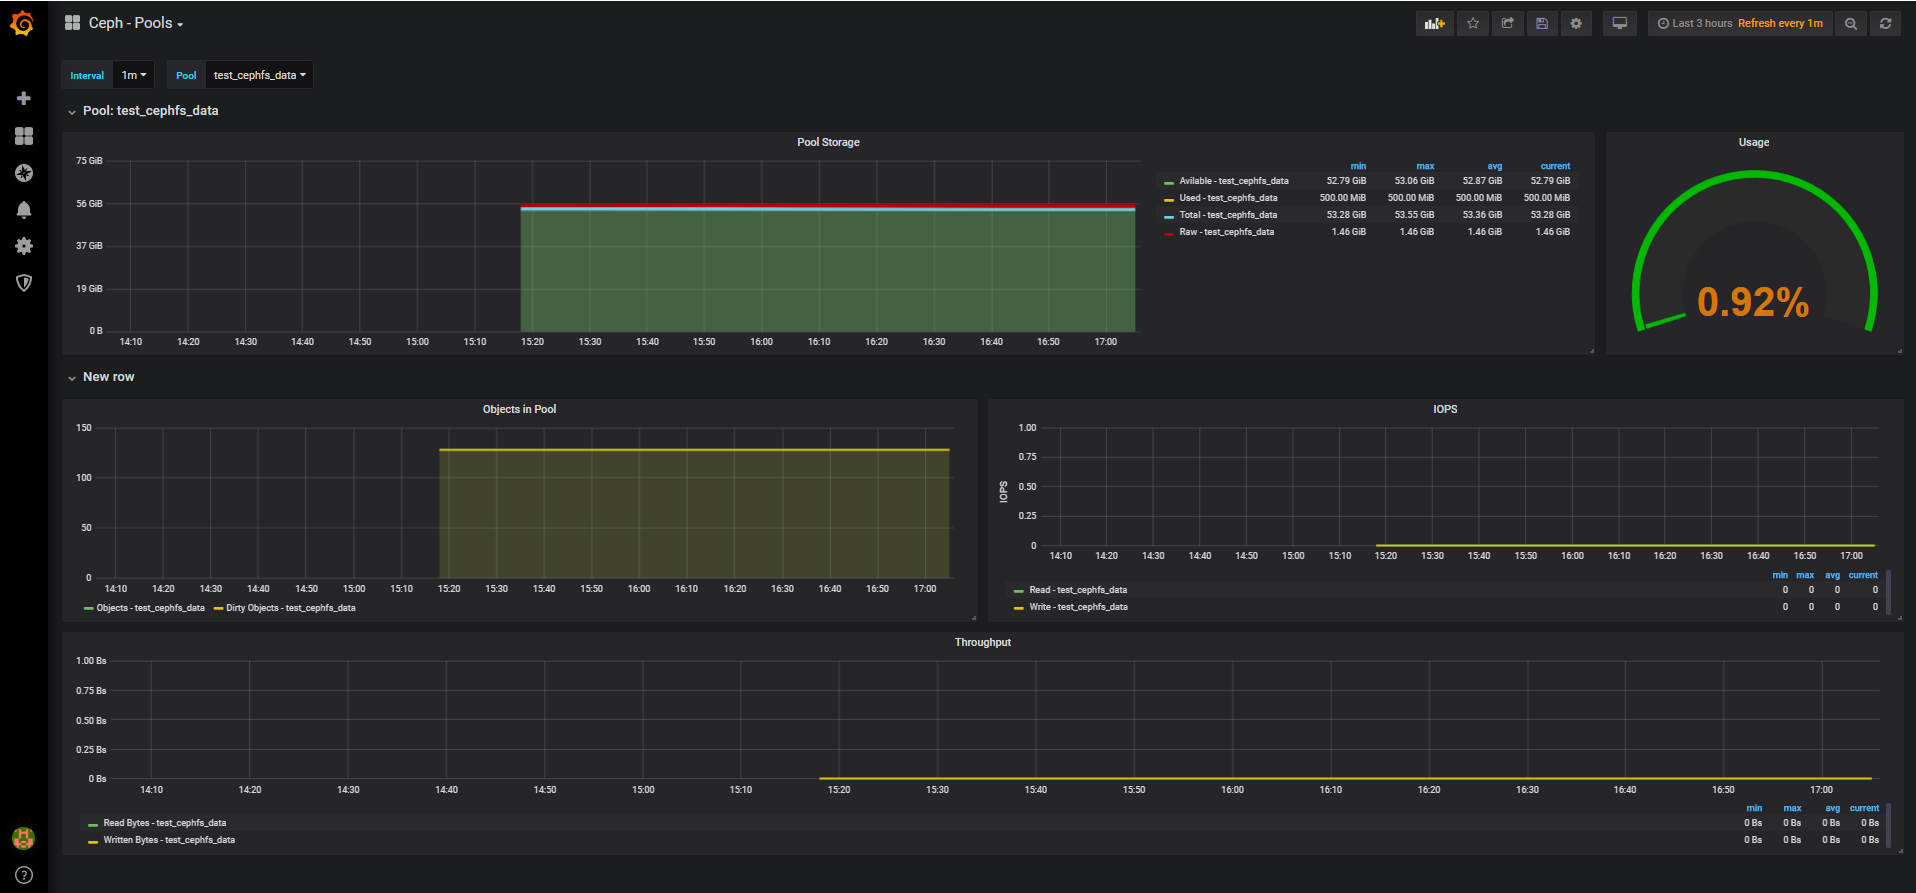 Ceph - Pools
Last 3 hours Refresh every 1m
Interval 1m Pool test_cephfs_data
Pool: test_cephfs_data
Pool Storage
75 GiB
56 GiB
37 GiB
19 GiB
0 B
14:10 14:20 14:30 14:40 14:50 15:00 15:10 15:20 15:30 15:40 15:50 16:00 16:10 16:20 16:30 16:40 16:50 17:00
min max avg current
Avilable - test_cephfs_data 52.79 GiB 53.06 GiB 52.87 GiB 52.79 GiB
Used - test_cephfs_data 500.00 MiB 500.00 MiB 500.00 MiB 500.00 MiB
Total - test_cephfs_data 53.28 GiB 53.55 GiB 53.36 GiB 53.28 GiB
Raw - test_cephfs_data 1.46 GiB 1.46 GiB 1.46 GiB 1.46 GiB
Usage
0.92%
New row
Objects in Pool
150
100
50
0
14:10 14:20 14:30 14:40 14:50 15:00 15:10 15:20 15:30 15:40 15:50 16:00 16:10 16:20 16:30 16:40 16:50 17:00
Objects - test_cephfs_data Dirty Objects - test_cephfs_data
IOPS
IOPS
1.00
0.75
0.50
0.25
0
14:10 14:20 14:30 14:40 14:50 15:00 15:10 15:20 15:30 15:40 15:50 16:00 16:10 16:20 16:30 16:40 16:50 17:00
min max avg current
Read - test_cephfs_data 0 0 0 0
Write - test_cephfs_data 0 0 0 0
Throughput
1.00 Bs
0.75 Bs
0.50 Bs
0.25 Bs
0 Bs
14:10 14:20 14:30 14:40 14:50 15:00 15:10 15:20 15:30 15:40 15:50 16:00 16:10 16:20 16:30 16:40 16:50 17:00
min max avg current
Read Bytes - test_cephfs_data 0 Bs 0 Bs 0 Bs 0 Bs
Written Bytes - test_cephfs_data 0 Bs 0 Bs 0 Bs 0 Bs